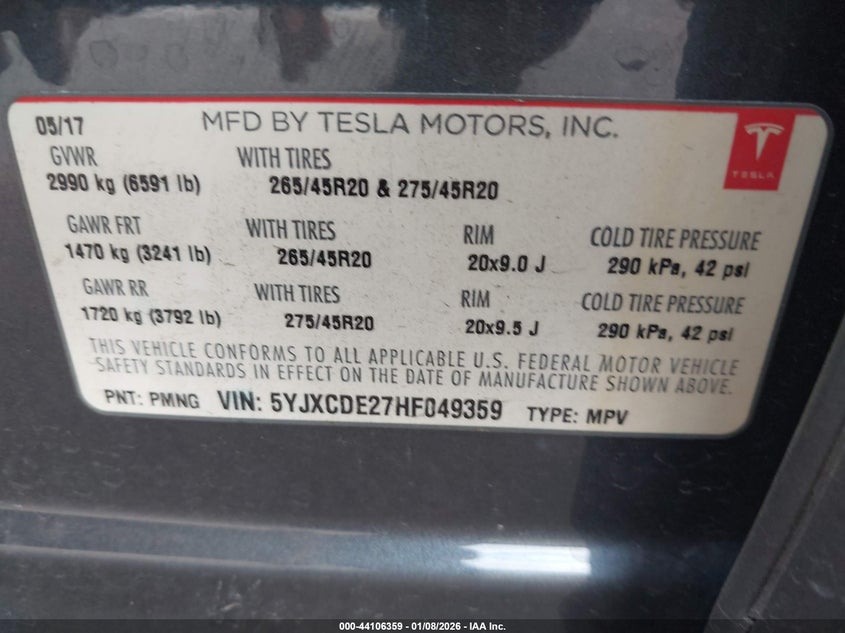 05/17 MFD BY TESLA MOTORS, INC.
TESLA
GVWR WITH TIRES
2990 kg (6591 lb) 265/45R20 & 275/45R20
GAWR FRT WITH TIRES RIM COLD TIRE PRESSURE
1470 kg (3241 lb) 265/45R20 20x9.0 J 290 kPa, 42 psi
GAWR RR WITH TIRES RIM COLD TIRE PRESSURE
1720 kg (3792 lb) 275/45R20 20x9.5 J 290 kPa, 42 psi
THIS VEHICLE CONFORMS TO ALL APPLICABLE U.S. FEDERAL MOTOR VEHICLE
SAFETY STANDARDS IN EFFECT ON THE DATE OF MANUFACTURE SHOWN ABOVE.
PNT: PMNG VIN: 5YJXCDE27HF049359 TYPE: MPV
000-44106359 - 01/08/2026 - IAA Inc.